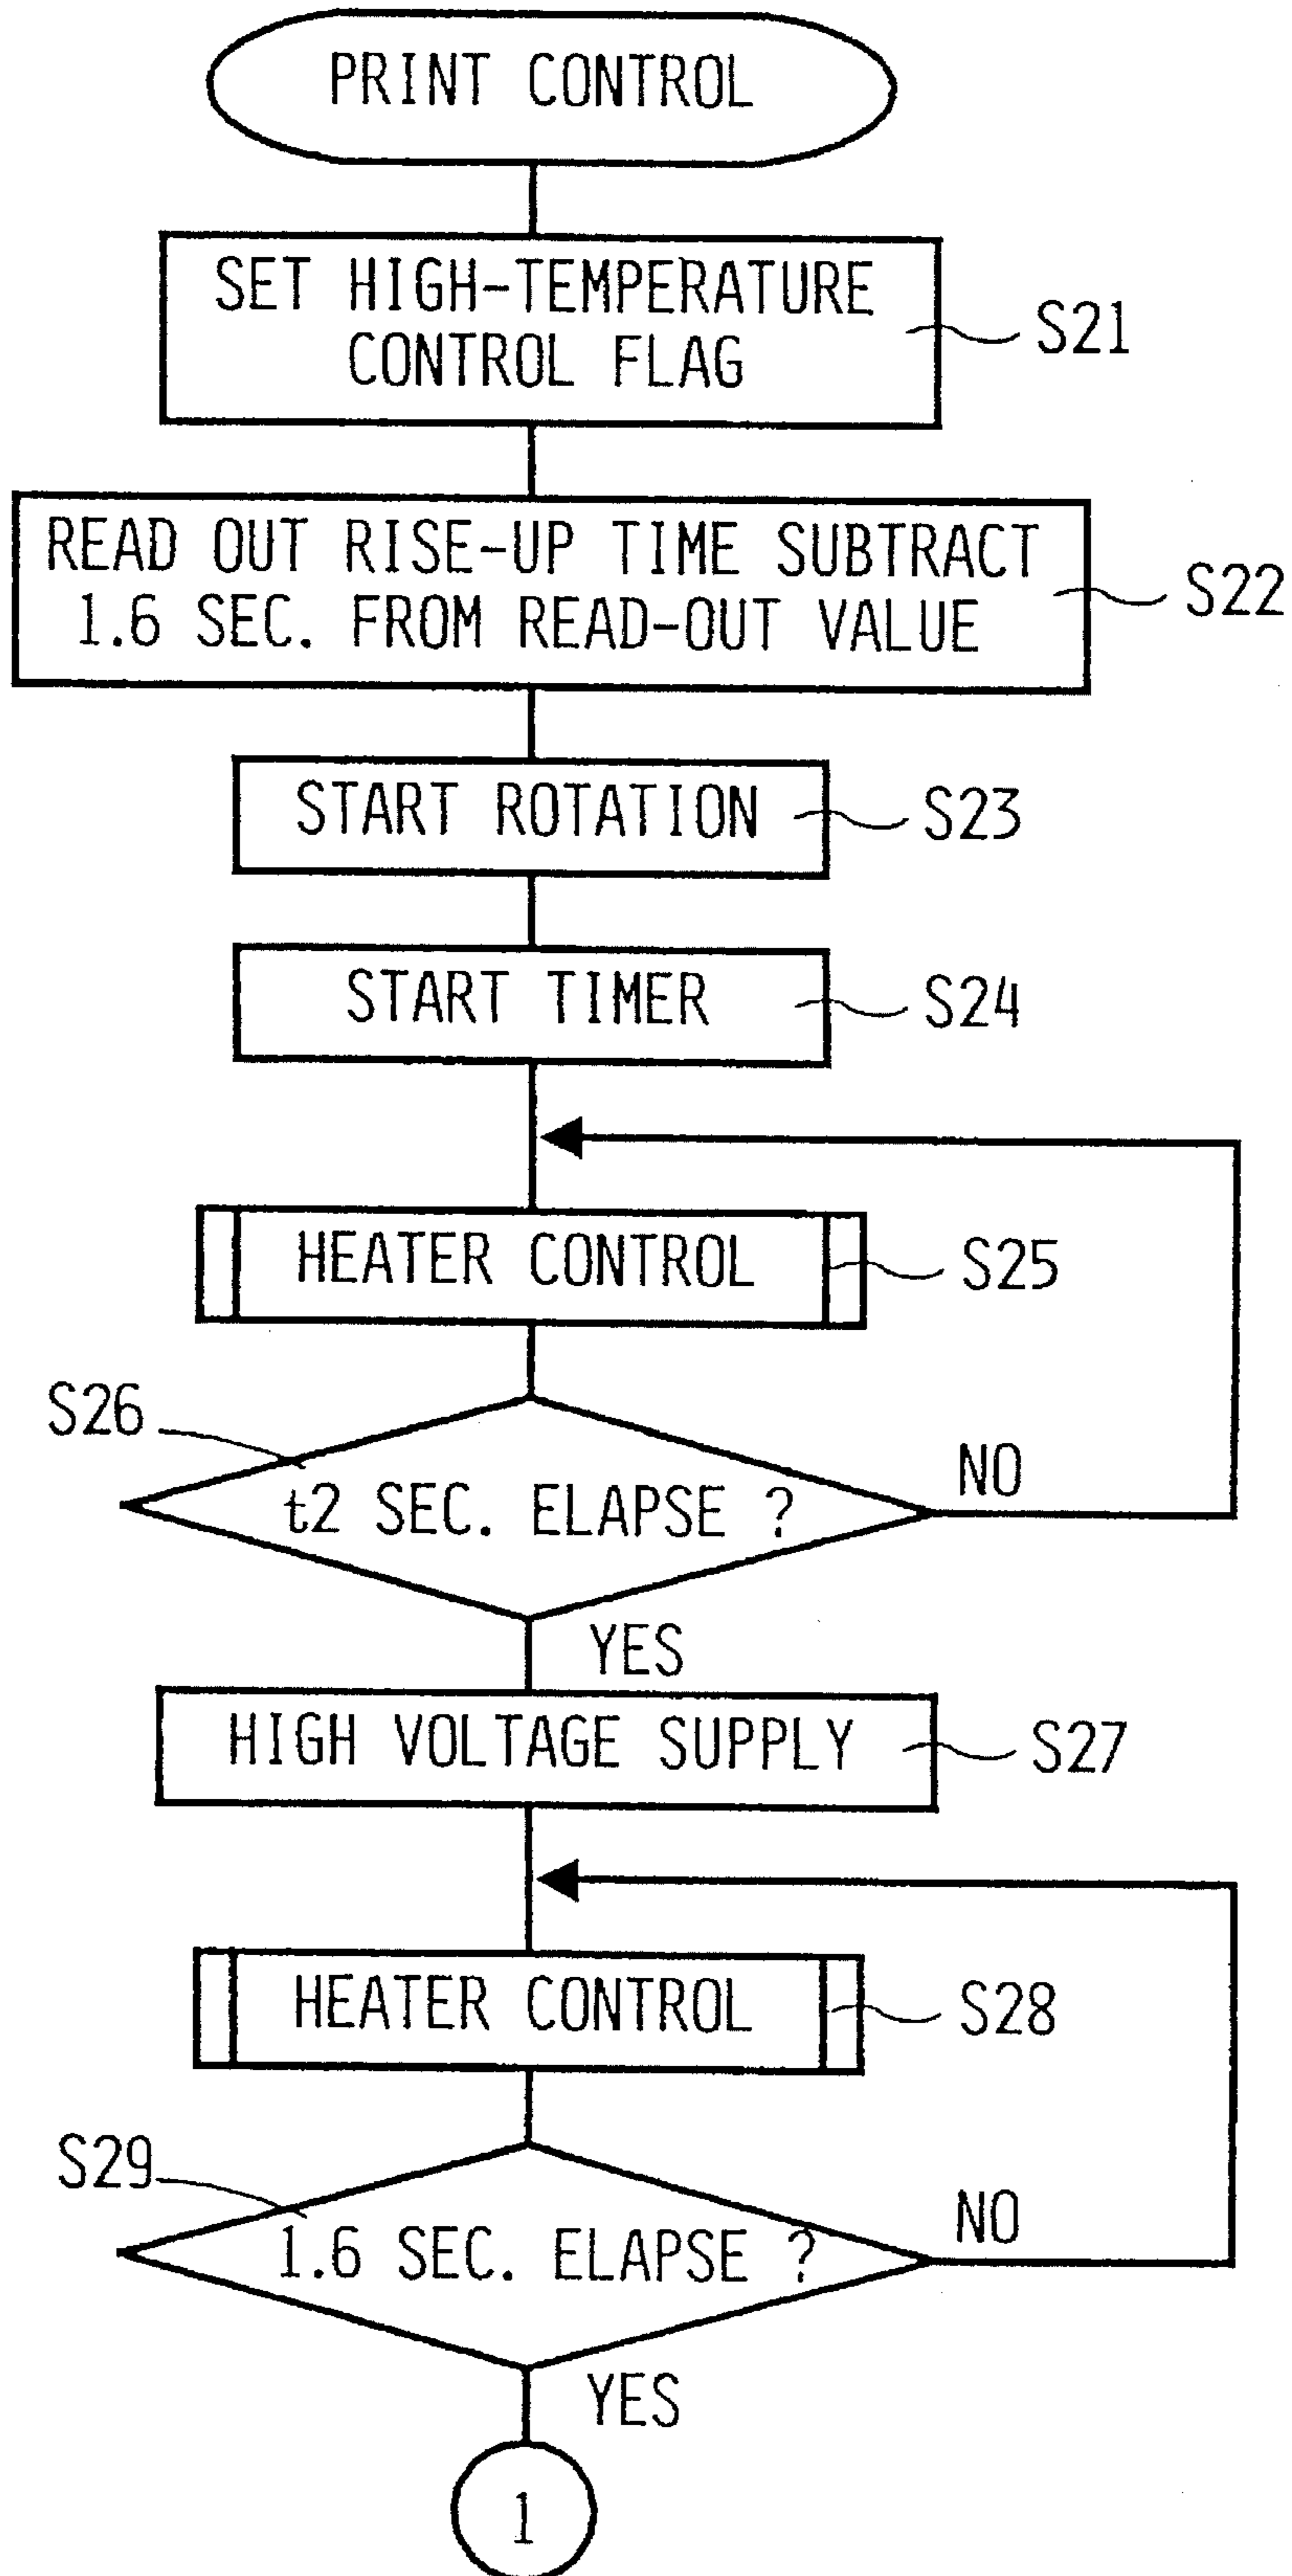 PRINT CONTROL
SET HIGH-TEMPERATURE
CONTROL FLAG
S21
READ OUT RISE-UP TIME SUBTRACT
1.6 SEC. FROM READ-OUT VALUE
S22
START ROTATION
S23
START TIMER
S24
HEATER CONTROL
S25
S26
t2 SEC. ELAPSE ?
NO
YES
HIGH VOLTAGE SUPPLY
S27
HEATER CONTROL
S28
S29
1.6 SEC. ELAPSE ?
NO
YES
1